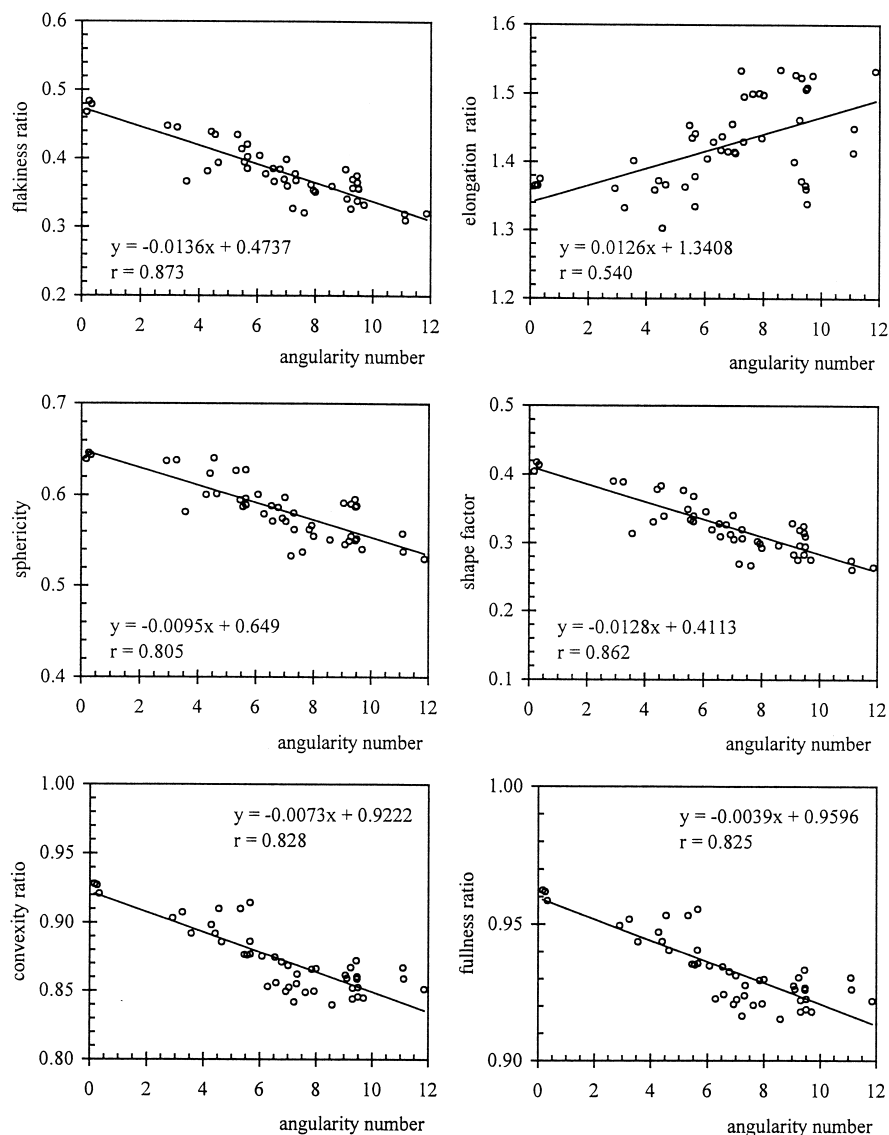 0.6
0.5
0.4
0.3
0.2
flakiness ratio
y = -0.0136x + 0.4737
r = 0.873
0 2 4 6 8 10 12
angularity number
1.6
1.5
1.4
1.3
1.2
elongation ratio
y = 0.0126x + 1.3408
r = 0.540
0 2 4 6 8 10 12
angularity number
0.7
0.6
0.5
0.4
sphericity
y = -0.0095x + 0.649
r = 0.805
0 2 4 6 8 10 12
angularity number
0.5
0.4
0.3
0.2
0.1
shape factor
y = -0.0128x + 0.4113
r = 0.862
0 2 4 6 8 10 12
angularity number
1.00
0.95
0.90
0.85
0.80
convexity ratio
y = -0.0073x + 0.9222
r = 0.828
0 2 4 6 8 10 12
angularity number
1.00
0.95
0.90
fullness ratio
y = -0.0039x + 0.9596
r = 0.825
0 2 4 6 8 10 12
angularity number